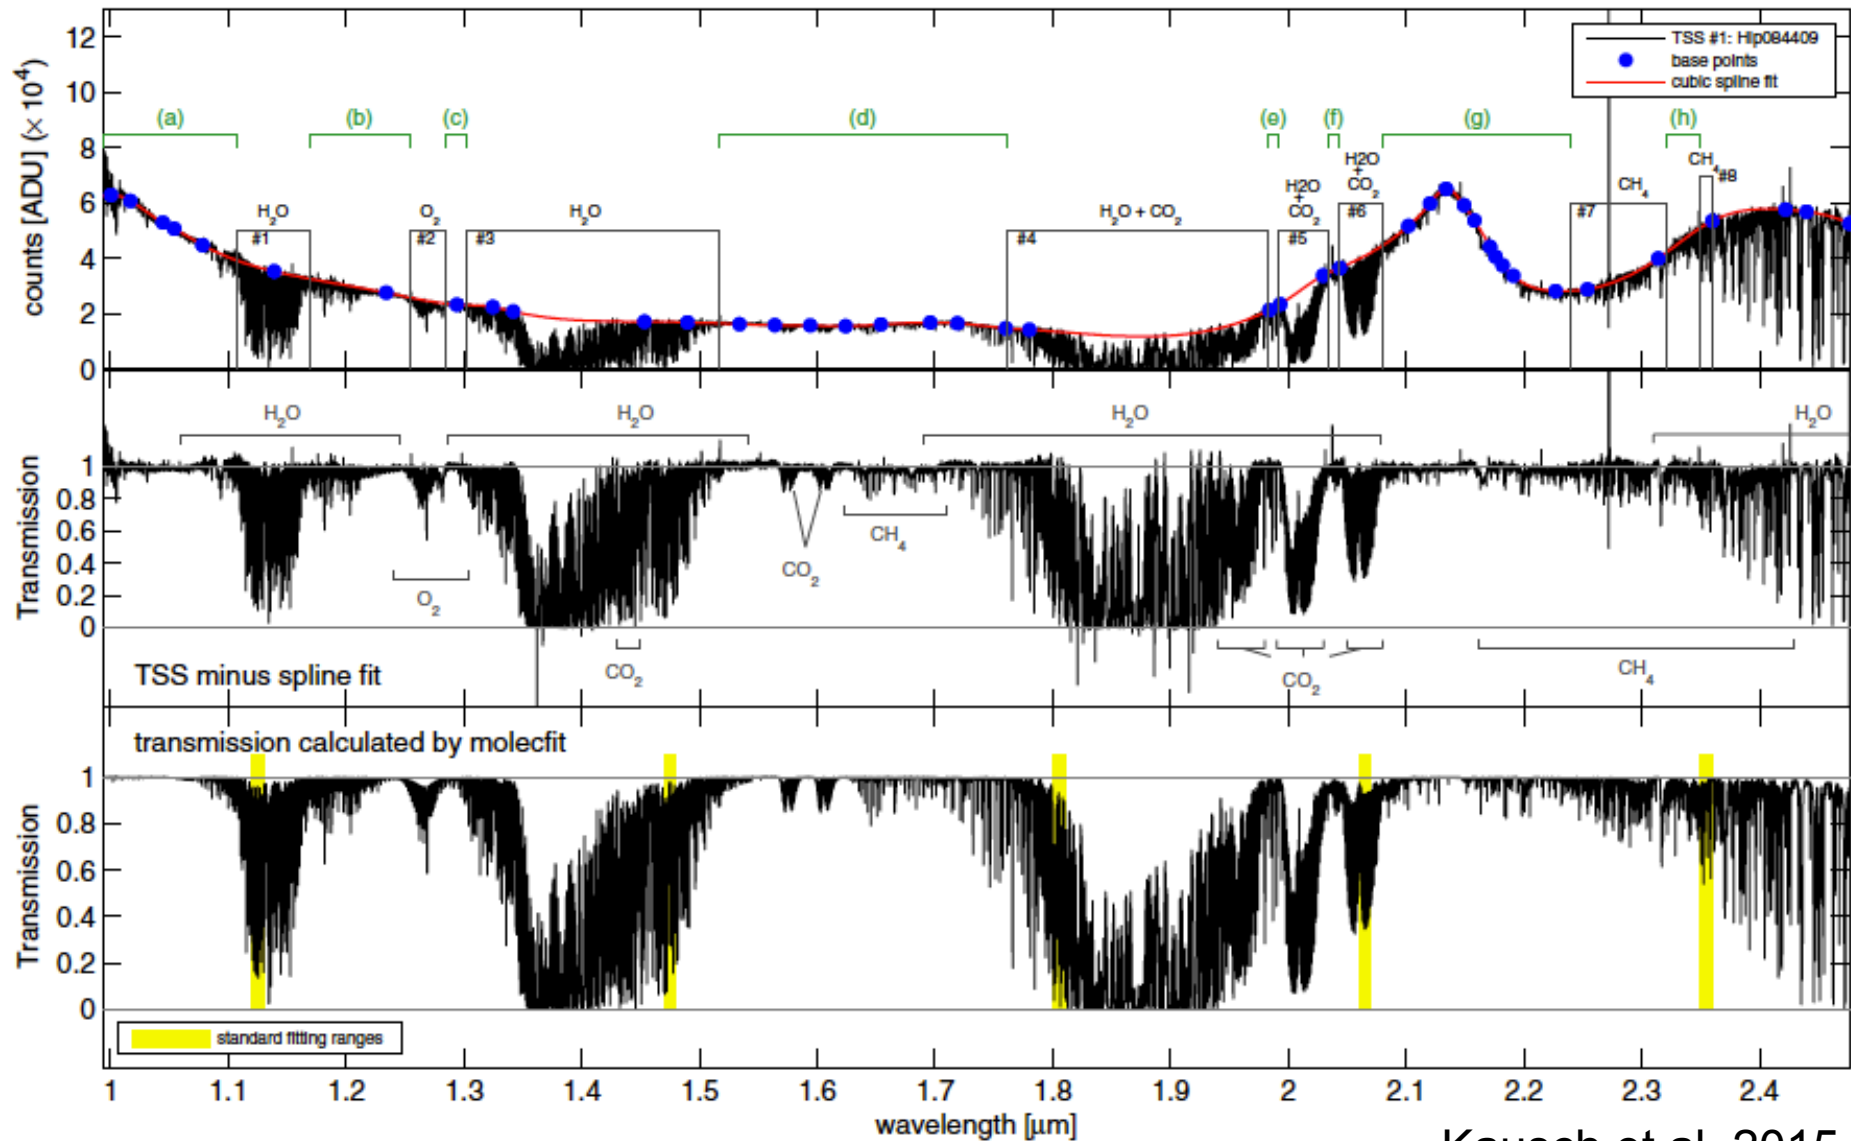 TSS #1: Hip084409
base points
cubic spline fit
counts [ADU] (× 10⁴)
12
10
8
6
4
2
0
(a)
(b)
(c)
(d)
(e)
(f)
(g)
(h)
H₂O
#1
O₂
#2
H₂O
#3
H₂O + CO₂
#4
H2O
+
CO₂
#5
H2O
+
CO₂
#6
CH₄
#7
CH₄
#8
Transmission
1
0.8
0.6
0.4
0.2
0
H₂O
H₂O
H₂O
H₂O
O₂
CO₂
CH₄
CO₂
CO₂
CH₄
TSS minus spline fit
transmission calculated by molecfit
Transmission
1
0.8
0.6
0.4
0.2
0
standard fitting ranges
1 1.1 1.2 1.3 1.4 1.5 1.6 1.7 1.8 1.9 2 2.1 2.2 2.3 2.4
wavelength [μm]
Kausch et al. 2015